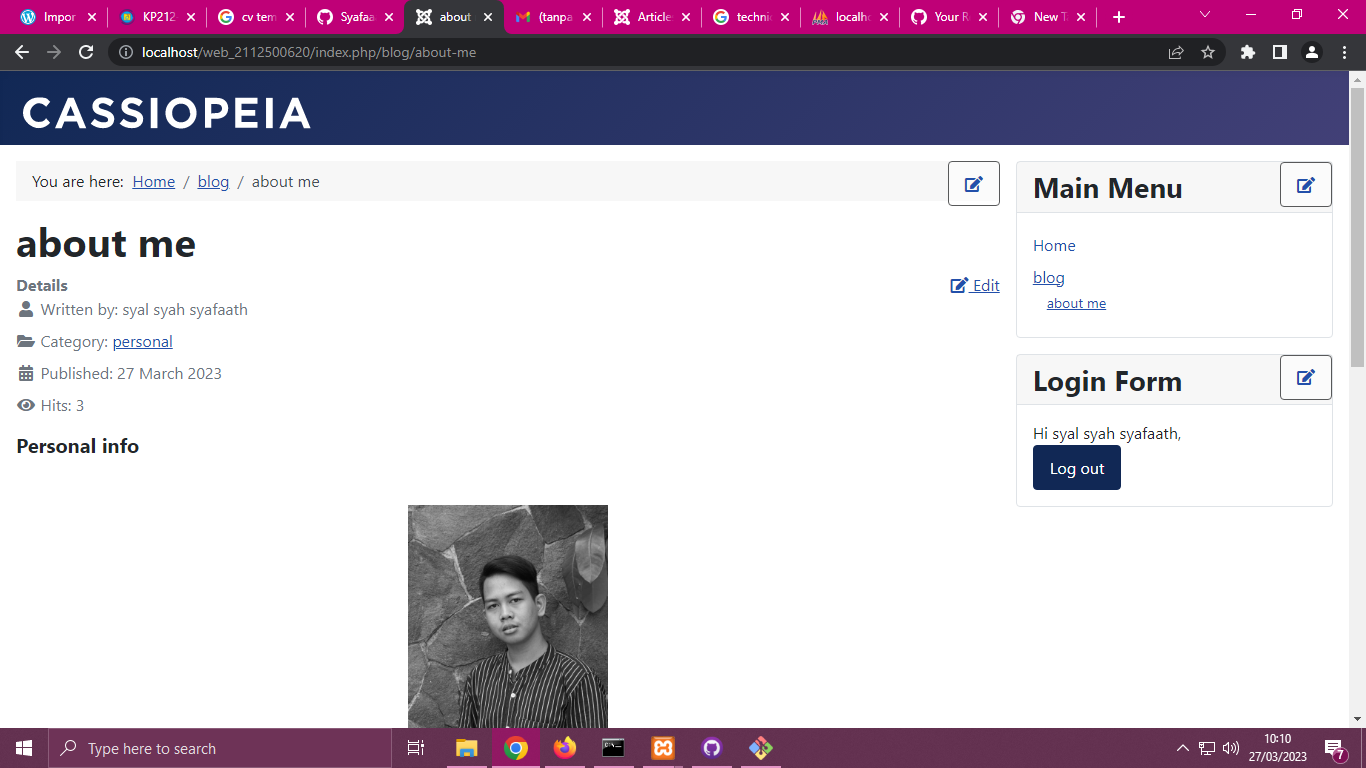 Impor
KP212
cv tem
Syafaa
about
(tanpa
Article
techni
localho
Your R
New T
localhost/web_2112500620/index.php/blog/about-me
CASSIOPEIA
You are here: Home / blog / about me
about me
Details
Edit
Written by: syal syah syafaath
Category: personal
Published: 27 March 2023
Hits: 3
Personal info
Main Menu
Home
blog
about me
Login Form
Hi syal syah syafaath,
Log out
Type here to search
10:10
27/03/2023
7